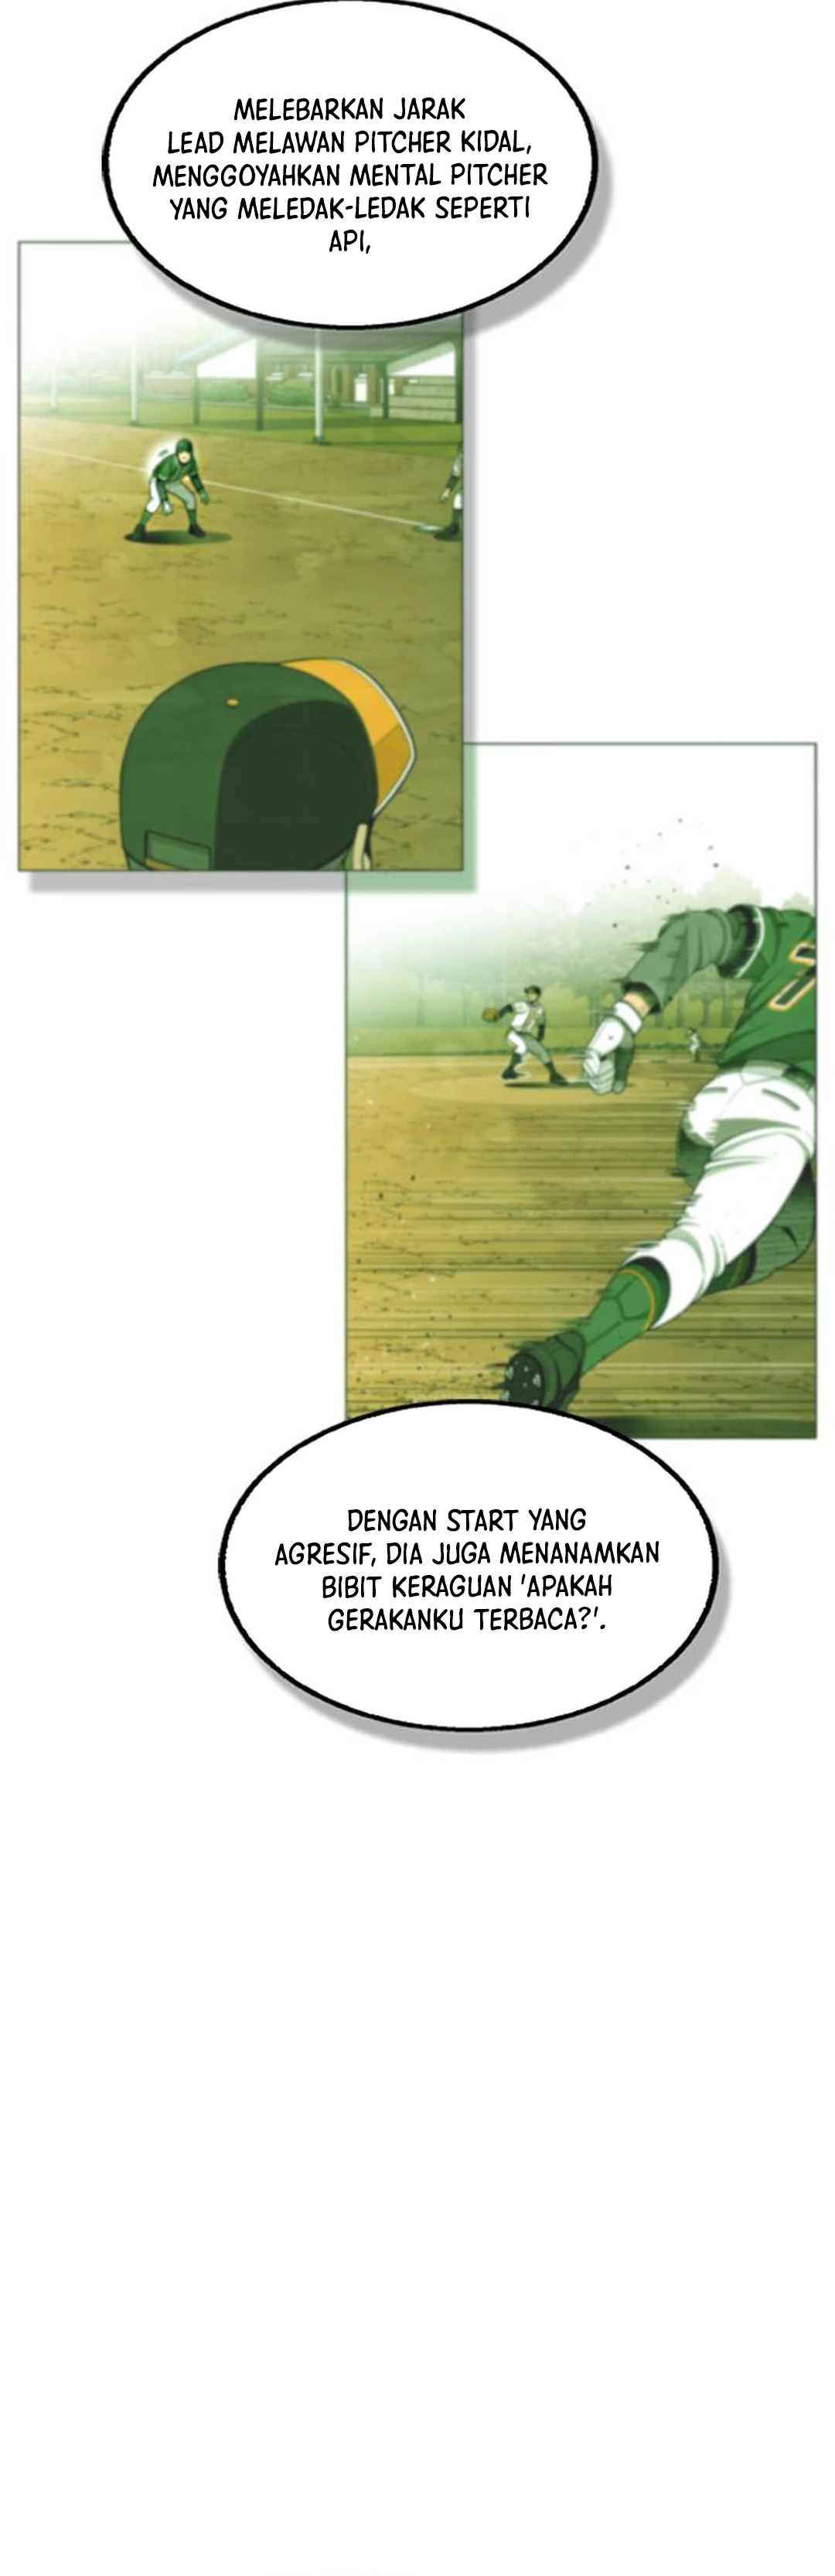 MELEBARKAN JARAK
LEAD MELAWAN PITCHER KIDAL,
MENGGOYAHKAN MENTAL PITCHER
YANG MELEDAK-LEDAK SEPERTI
API,
DENGAN START YANG
AGRESIF, DIA JUGA MENANAMKAN
BIBIT KERAGUAN 'APAKAH
GERAKANKU TERBACA?'.